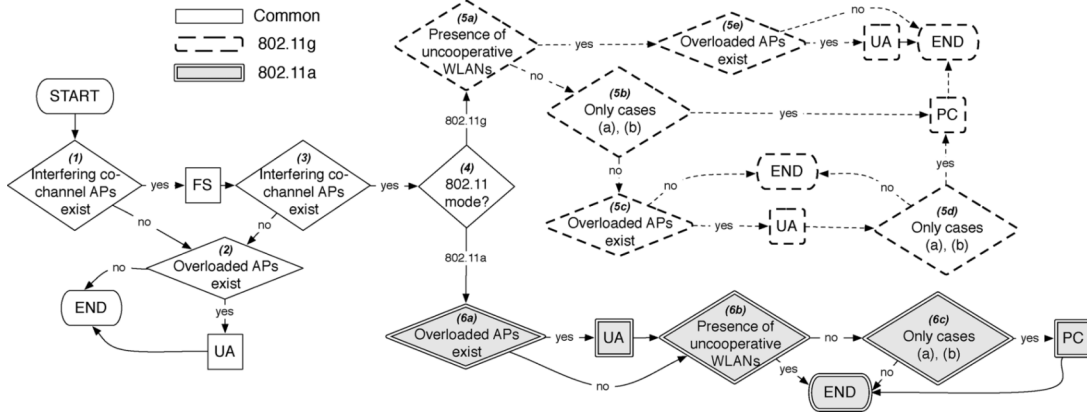 Common
802.11g
802.11a
START
(1)
Interfering co-
channel APs
exist
yes
FS
(3)
Interfering co-
channel APs
exist
yes
no
no
(2)
Overloaded APs
exist
no
END
yes
UA
(4)
802.11
mode?
802.11g
802.11a
(5a)
Presence of
uncooperative
WLANs
yes
no
(5e)
Overloaded APs
exist
no
yes
UA
END
(5b)
Only cases
(a), (b)
yes
PC
no
yes
(5c)
Overloaded APs
exist
no
END
no
yes
UA
(5d)
Only cases
(a), (b)
(6a)
Overloaded APs
exist
yes
UA
no
(6b)
Presence of
uncooperative
WLANs
no
yes
(6c)
Only cases
(a), (b)
yes
PC
no
END